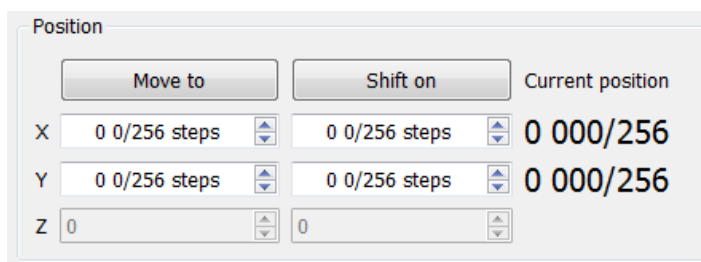 Position
Move to Shift on Current position
X 0 0/256 steps 0 0/256 steps 0 000/256
Y 0 0/256 steps 0 0/256 steps 0 000/256
Z 0 0